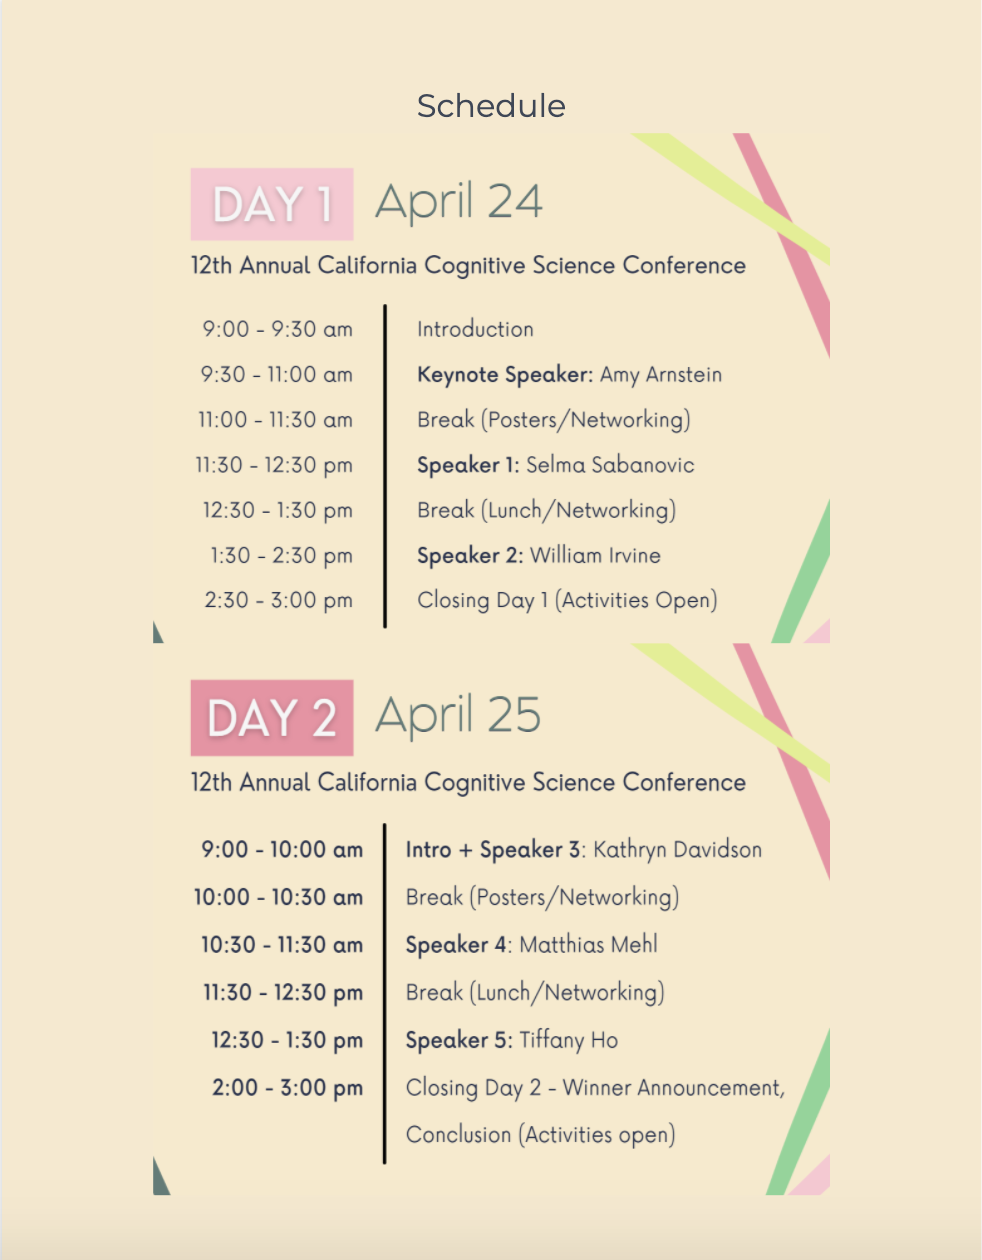 Schedule
DAY 1 April 24
12th Annual California Cognitive Science Conference
9:00 - 9:30 am Introduction
9:30 - 11:00 am Keynote Speaker: Amy Arnstein
11:00 - 11:30 am Break (Posters/Networking)
11:30 - 12:30 pm Speaker 1: Selma Sabanovic
12:30 - 1:30 pm Break (Lunch/Networking)
1:30 - 2:30 pm Speaker 2: William Irvine
2:30 - 3:00 pm Closing Day 1 (Activities Open)
DAY 2 April 25
12th Annual California Cognitive Science Conference
9:00 - 10:00 am Intro + Speaker 3: Kathryn Davidson
10:00 - 10:30 am Break (Posters/Networking)
10:30 - 11:30 am Speaker 4: Matthias Mehl
11:30 - 12:30 pm Break (Lunch/Networking)
12:30 - 1:30 pm Speaker 5: Tiffany Ho
2:00 - 3:00 pm Closing Day 2 - Winner Announcement,
Conclusion (Activities open)